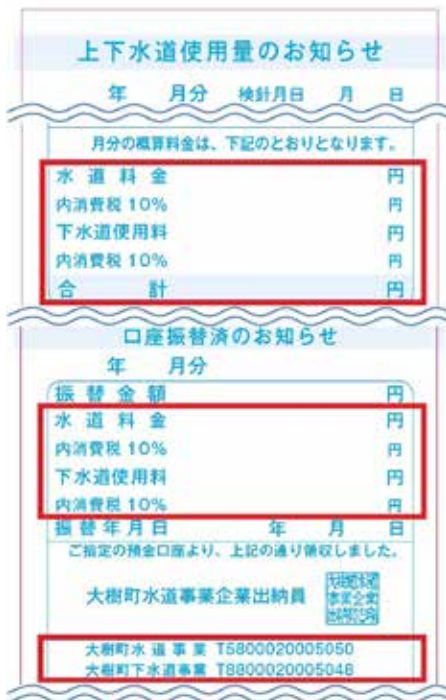 上下水道使用量のお知らせ
年 月分 検針月日 月 日
月分の概算料金は、下記のとおりとなります。
水道料金 円
内消費税10% 円
下水道使用料 円
内消費税10% 円
合計 円
口座振替済のお知らせ
年 月分
振替金額 円
水道料金 円
内消費税10% 円
下水道使用料 円
内消費税10% 円
振替年月日 年 月 日
ご指定の預金口座より、上記の通り領収しました。
大樹町水道事業企業出納員
大樹町水道事業 T5800020005050
大樹町下水道事業 T8800020005048